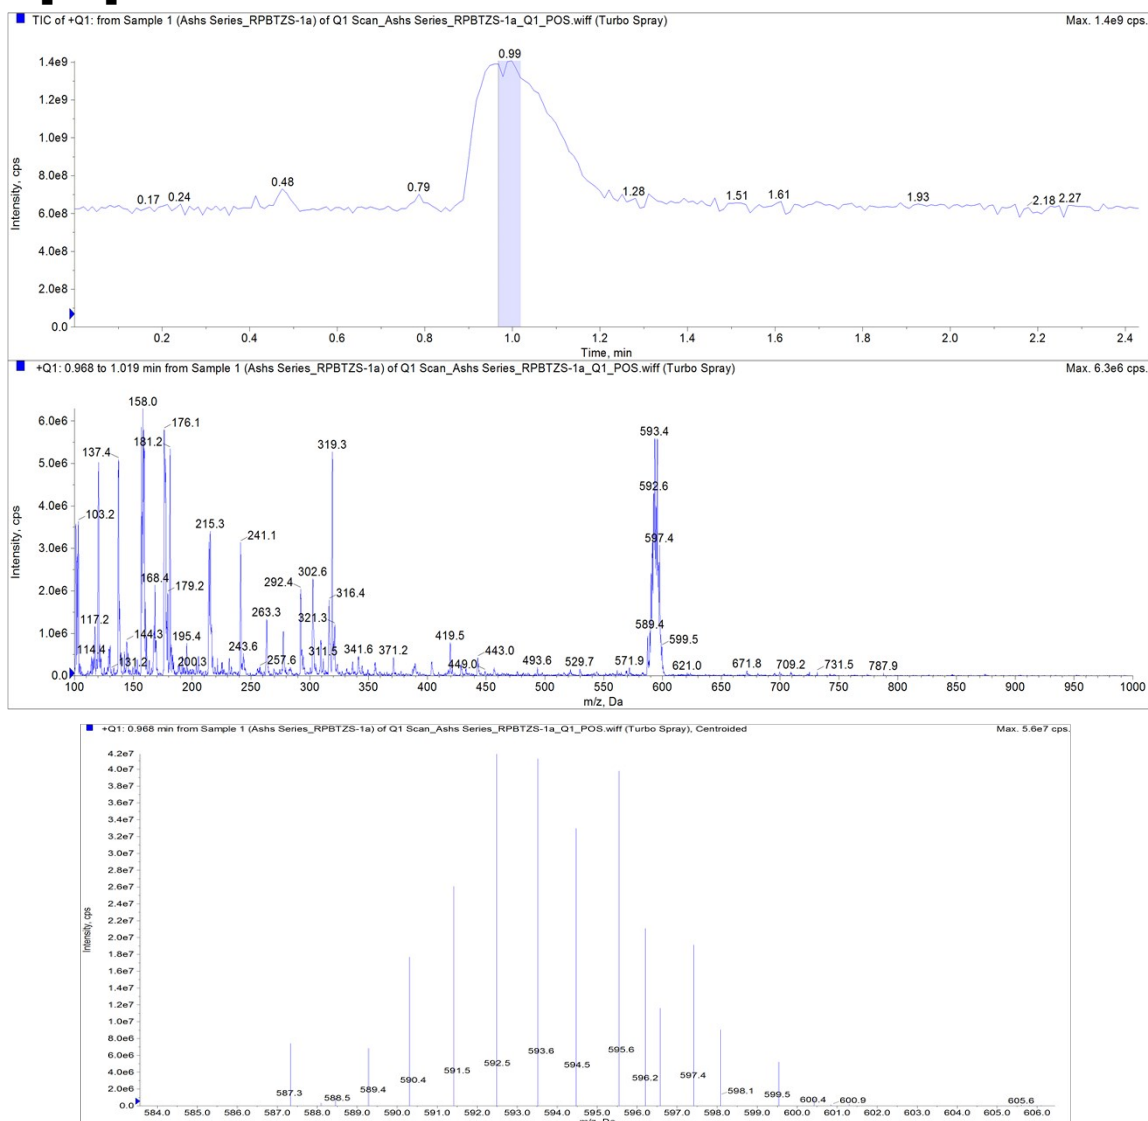 TIC of +Q1: from Sample 1 (Ashs Series_RPBTZS-1a) of Q1 Scan_Ashs Series_RPBTZS-1a_Q1_POS.wiff (Turbo Spray) Max. 1.4e9 cps.
0.99
1.4e9
1.2e9
1.0e9
8.0e8
6.0e8
4.0e8
2.0e8
0.0
Intensity, cps
0.17 0.24 0.48 0.79 1.28 1.51 1.61 1.93 2.18 2.27
0.2 0.4 0.6 0.8 1.0 1.2 1.4 1.6 1.8 2.0 2.2 2.4
Time, min
+Q1: 0.968 to 1.019 min from Sample 1 (Ashs Series_RPBTZS-1a) of Q1 Scan_Ashs Series_RPBTZS-1a_Q1_POS.wiff (Turbo Spray) Max. 6.3e6 cps.
6.0e6
5.0e6
4.0e6
3.0e6
2.0e6
1.0e6
0.0
Intensity, cps
158.0
176.1 593.4
137.4 181.2 319.3
592.6
103.2
215.3
241.1 597.4
302.6
168.4 179.2 292.4
316.4
263.3
117.2 321.3 589.4
144.3 195.4 599.5
114.4 131.2 200.3 243.6 257.6 311.5 341.6 371.2 419.5 449.0 443.0 493.6 529.7 571.9 621.0 671.8 709.2 731.5 787.9
100 150 200 250 300 350 400 450 500 550 600 650 700 750 800 850 900 950 1000
m/z, Da
+Q1: 0.968 min from Sample 1 (Ashs Series_RPBTZS-1a) of Q1 Scan_Ashs Series_RPBTZS-1a_Q1_POS.wiff (Turbo Spray), Centroided Max. 5.6e7 cps.
4.2e7
4.0e7
3.8e7
3.6e7
3.4e7
3.2e7
3.0e7
2.8e7
2.6e7
2.4e7
2.2e7
2.0e7
1.8e7
1.6e7
1.4e7
1.2e7
1.0e7
8.0e6
6.0e6
4.0e6
2.0e6
0.0
Intensity, cps
587.3 588.5 589.4 590.4 591.5 592.5 593.6 594.5 595.6 596.2 597.4 598.1 599.5 600.4 600.9 605.6
584.0 585.0 586.0 587.0 588.0 589.0 590.0 591.0 592.0 593.0 594.0 595.0 596.0 597.0 598.0 599.0 600.0 601.0 602.0 603.0 604.0 605.0 606.0